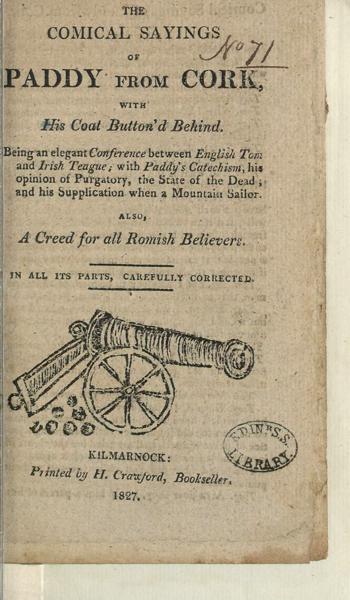 THE
COMICAL SAYINGS
OF
No 71
PADDY FROM CORK,
WITH
His Coat Button'd Behind.
Being an elegant Conference between English Tom
and Irish Teague; with Paddy's Catechism, his
opinion of Purgatory, the State of the Dead;
and his Supplication when a Mountain Sailor.
ALSO,
A Creed for all Romish Believers.
IN ALL ITS PARTS, CAREFULLY CORRECTED.
EDINR. S.S.
LIBRARY.
KILMARNOCK:
Printed by H. Crawford, Bookseller.
1827.